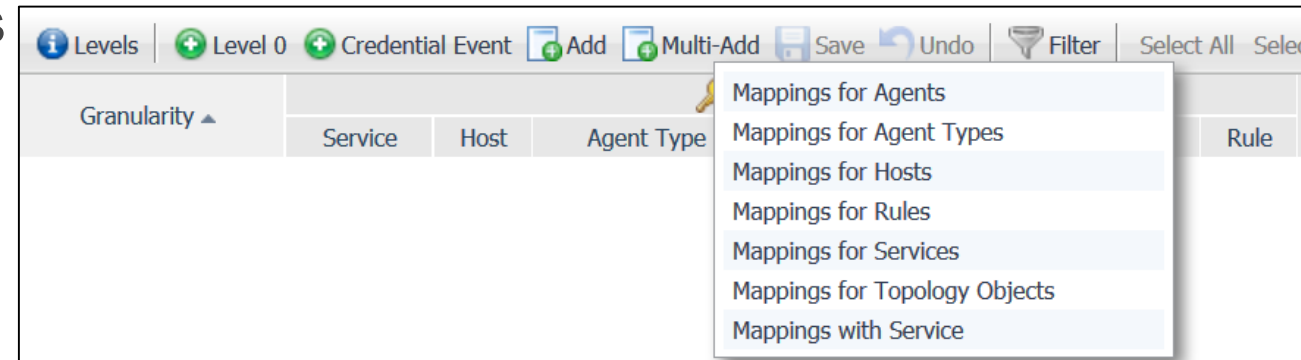 s
Levels Level 0 Credential Event Add Multi-Add Save Undo Filter Select All Selec
Granularity
Service Host Agent Type Rule
Mappings for Agents
Mappings for Agent Types
Mappings for Hosts
Mappings for Rules
Mappings for Services
Mappings for Topology Objects
Mappings with Service